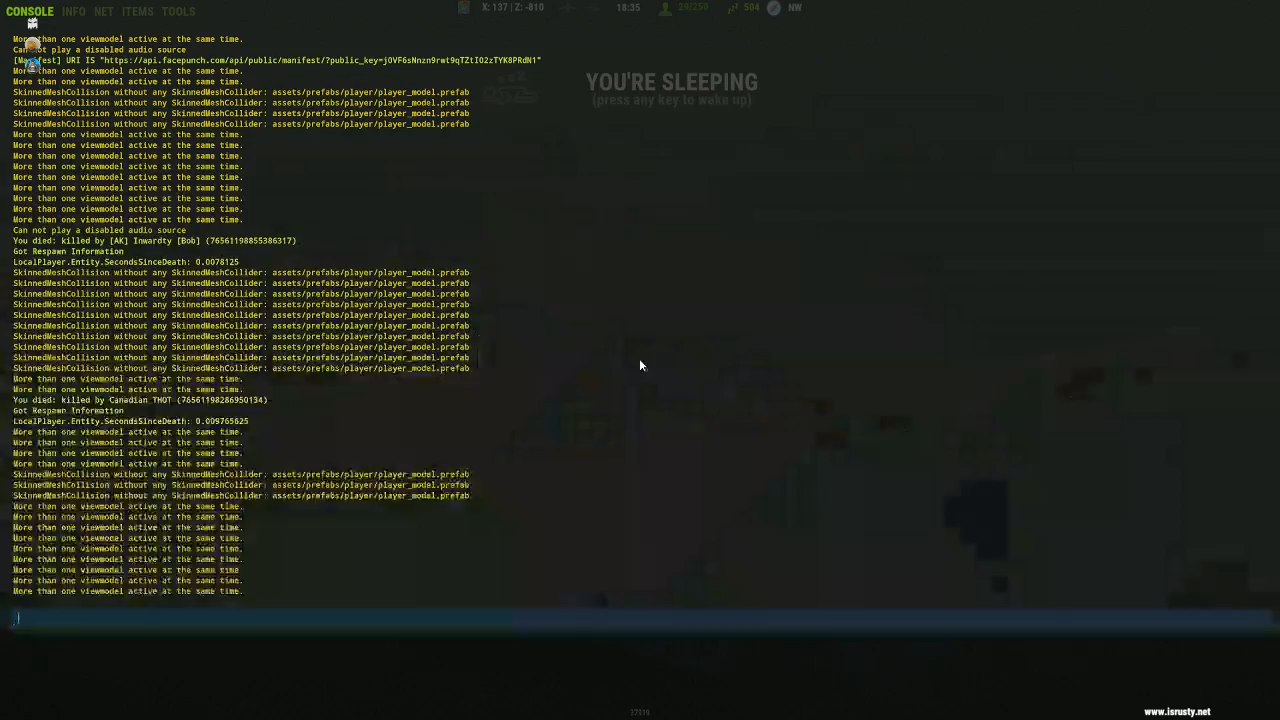 CONSOLE INFO NET ITEMS TOOLS
X: 137 | Z: -810 18:35 29/250 504 NW
More than one viewmodel active at the same time.
Can not play a disabled audio source
[Manifest] URI IS "https://api.facepunch.com/api/public/manifest/?public_key=jOVF6sNnzn9rwt9qTZtIO2zTYK8PRdN1"
More than one viewmodel active at the same time.
More than one viewmodel active at the same time.
SkinnedMeshCollision without any SkinnedMeshCollider: assets/prefabs/player/player_model.prefab
SkinnedMeshCollision without any SkinnedMeshCollider: assets/prefabs/player/player_model.prefab
SkinnedMeshCollision without any SkinnedMeshCollider: assets/prefabs/player/player_model.prefab
SkinnedMeshCollision without any SkinnedMeshCollider: assets/prefabs/player/player_model.prefab
More than one viewmodel active at the same time.
More than one viewmodel active at the same time.
More than one viewmodel active at the same time.
More than one viewmodel active at the same time.
More than one viewmodel active at the same time.
More than one viewmodel active at the same time.
More than one viewmodel active at the same time.
More than one viewmodel active at the same time.
More than one viewmodel active at the same time.
Can not play a disabled audio source
You died: killed by [AK] Inwardty [Bob] (76561198855386317)
Got Respawn Information
LocalPlayer.Entity.SecondsSinceDeath: 0.0078125
SkinnedMeshCollision without any SkinnedMeshCollider: assets/prefabs/player/player_model.prefab
SkinnedMeshCollision without any SkinnedMeshCollider: assets/prefabs/player/player_model.prefab
SkinnedMeshCollision without any SkinnedMeshCollider: assets/prefabs/player/player_model.prefab
SkinnedMeshCollision without any SkinnedMeshCollider: assets/prefabs/player/player_model.prefab
SkinnedMeshCollision without any SkinnedMeshCollider: assets/prefabs/player/player_model.prefab
SkinnedMeshCollision without any SkinnedMeshCollider: assets/prefabs/player/player_model.prefab
SkinnedMeshCollision without any SkinnedMeshCollider: assets/prefabs/player/player_model.prefab
SkinnedMeshCollision without any SkinnedMeshCollider: assets/prefabs/player/player_model.prefab
SkinnedMeshCollision without any SkinnedMeshCollider: assets/prefabs/player/player_model.prefab
SkinnedMeshCollision without any SkinnedMeshCollider: assets/prefabs/player/player_model.prefab
More than one viewmodel active at the same time.
More than one viewmodel active at the same time.
You died: killed by Canadian THOT (76561198286950134)
Got Respawn Information
LocalPlayer.Entity.SecondsSinceDeath: 0.009765625
More than one viewmodel active at the same time.
More than one viewmodel active at the same time.
More than one viewmodel active at the same time.
More than one viewmodel active at the same time.
SkinnedMeshCollision without any SkinnedMeshCollider: assets/prefabs/player/player_model.prefab
SkinnedMeshCollision without any SkinnedMeshCollider: assets/prefabs/player/player_model.prefab
SkinnedMeshCollision without any SkinnedMeshCollider: assets/prefabs/player/player_model.prefab
More than one viewmodel active at the same time.
More than one viewmodel active at the same time.
More than one viewmodel active at the same time.
More than one viewmodel active at the same time.
More than one viewmodel active at the same time.
More than one viewmodel active at the same time.
More than one viewmodel active at the same time.
More than one viewmodel active at the same time.
More than one viewmodel active at the same time.
YOU'RE SLEEPING
(press any key to wake up)
www.isrusty.net